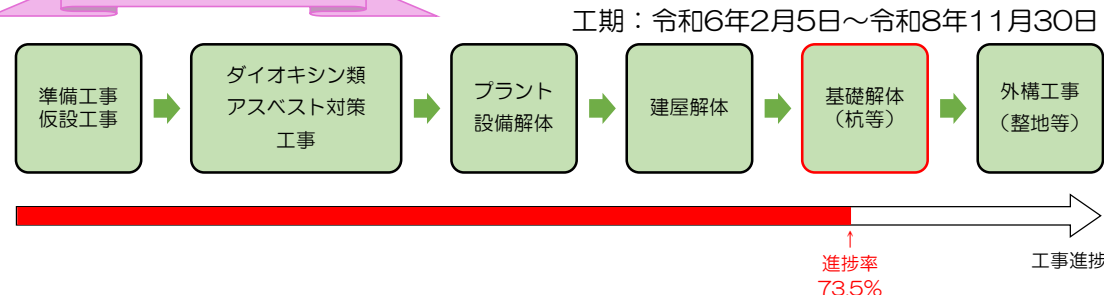 工期：令和6年2月5日～令和8年11月30日
準備工事
仮設工事
ダイオキシン類
アスベスト対策
工事
プラント
設備解体
建屋解体
基礎解体
（杭等）
外構工事
（整地等）
↑
進捗率
73.5%
工事進捗